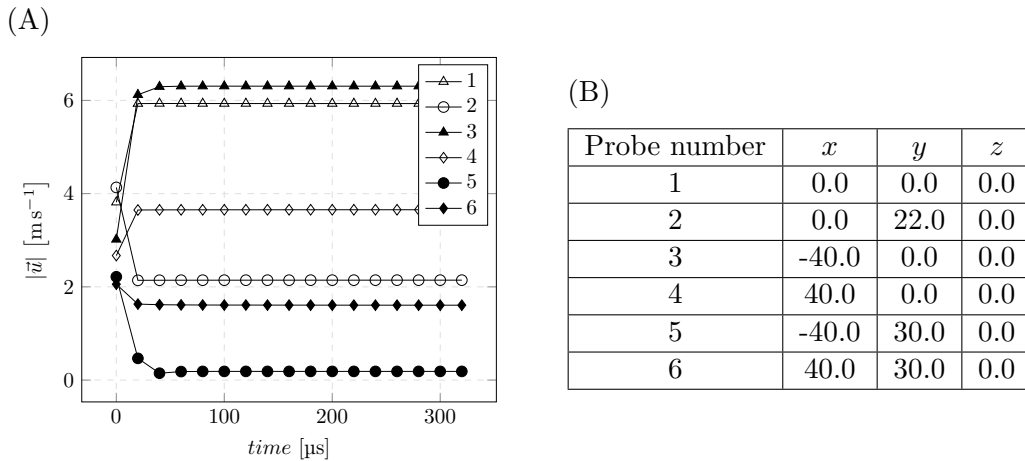 (A)
6
4
2
0
|u⃗| [m s⁻¹]
0 100 200 300
time [µs]
1
2
3
4
5
6
(B)
Probe number x y z
1 0.0 0.0 0.0
2 0.0 22.0 0.0
3 -40.0 0.0 0.0
4 40.0 0.0 0.0
5 -40.0 30.0 0.0
6 40.0 30.0 0.0